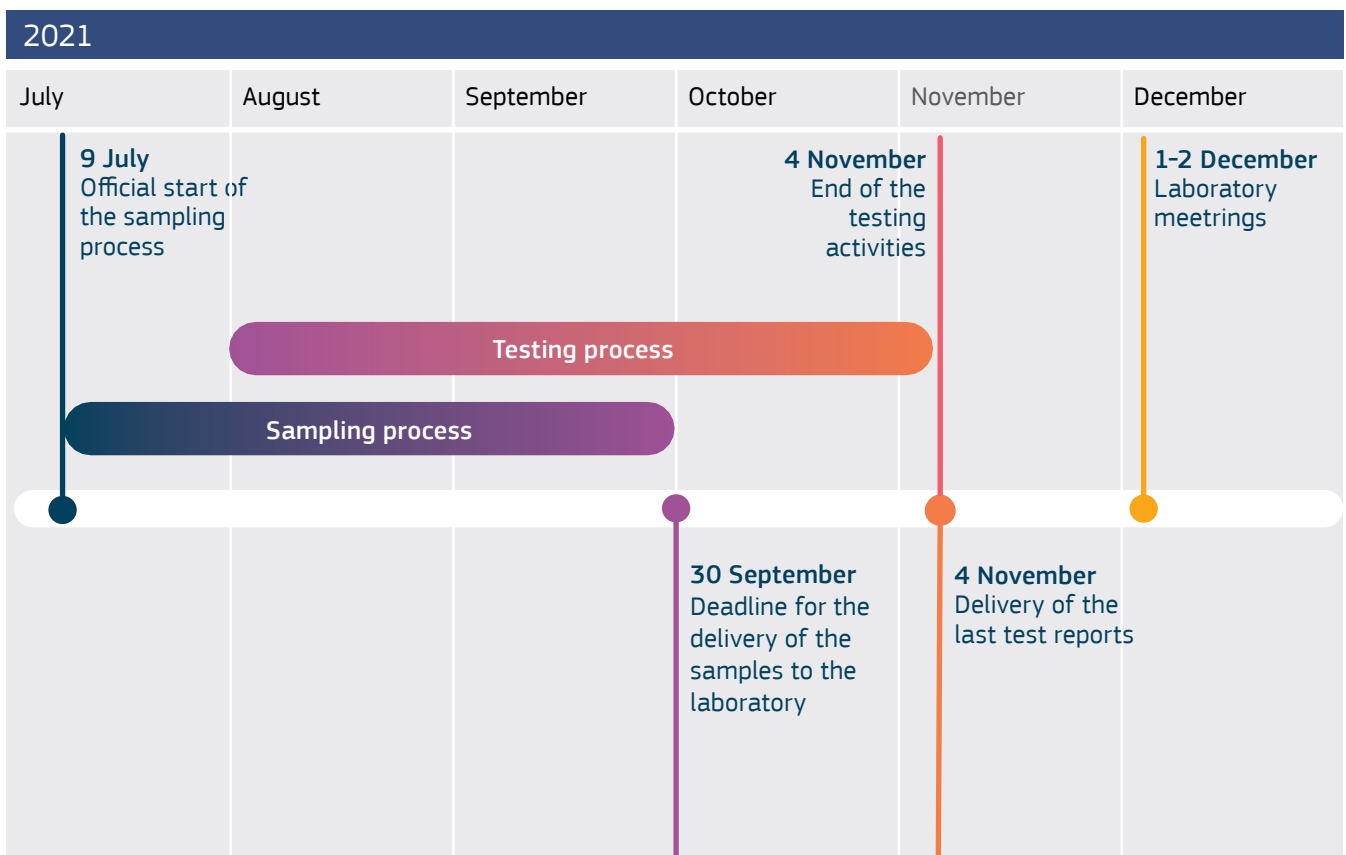 2021
July
August
September
October
November
December
9 July
Official start of
the sampling
process
4 November
End of the
testing
activities
1-2 December
Laboratory
meetrings
Testing process
Sampling process
30 September
Deadline for the
delivery of the
samples to the
laboratory
4 November
Delivery of the
last test reports